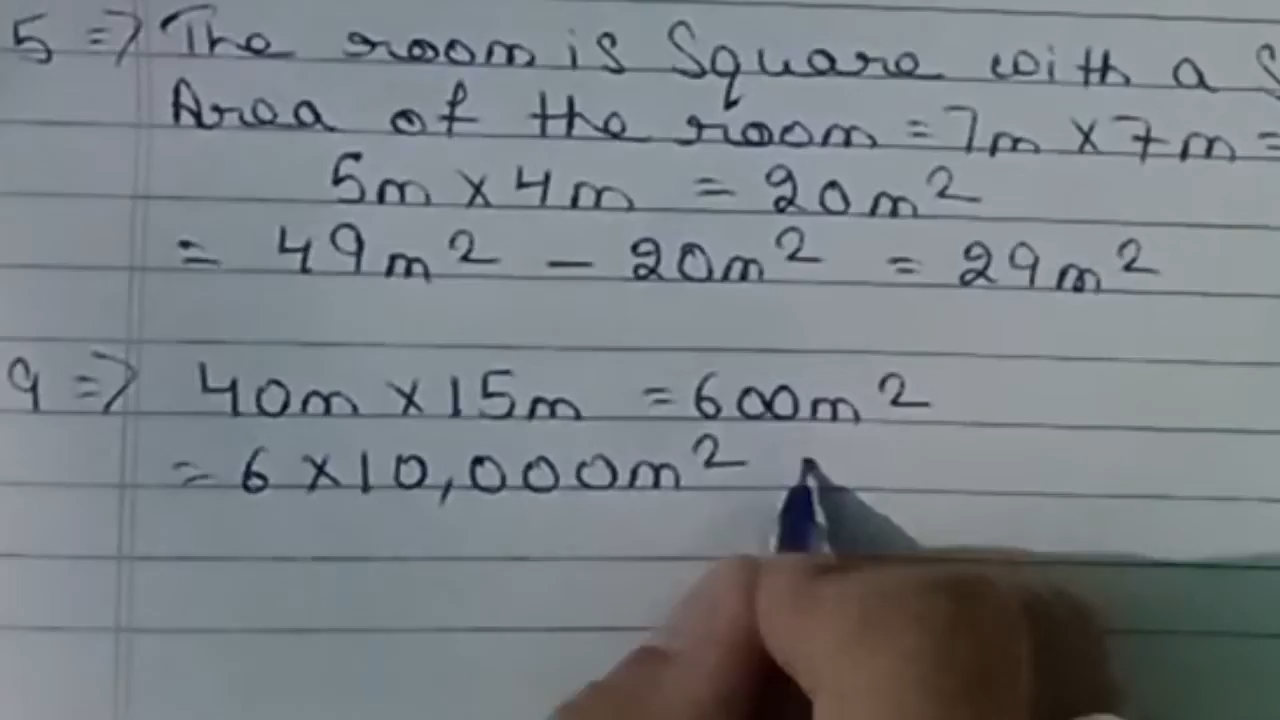 5 => The room is Square with a
Area of the room = 7m × 7m =
5m × 4m = 20m²
= 49m² - 20m² = 29m²
9 => 40m × 15m = 600m²
= 6 × 10,000m²